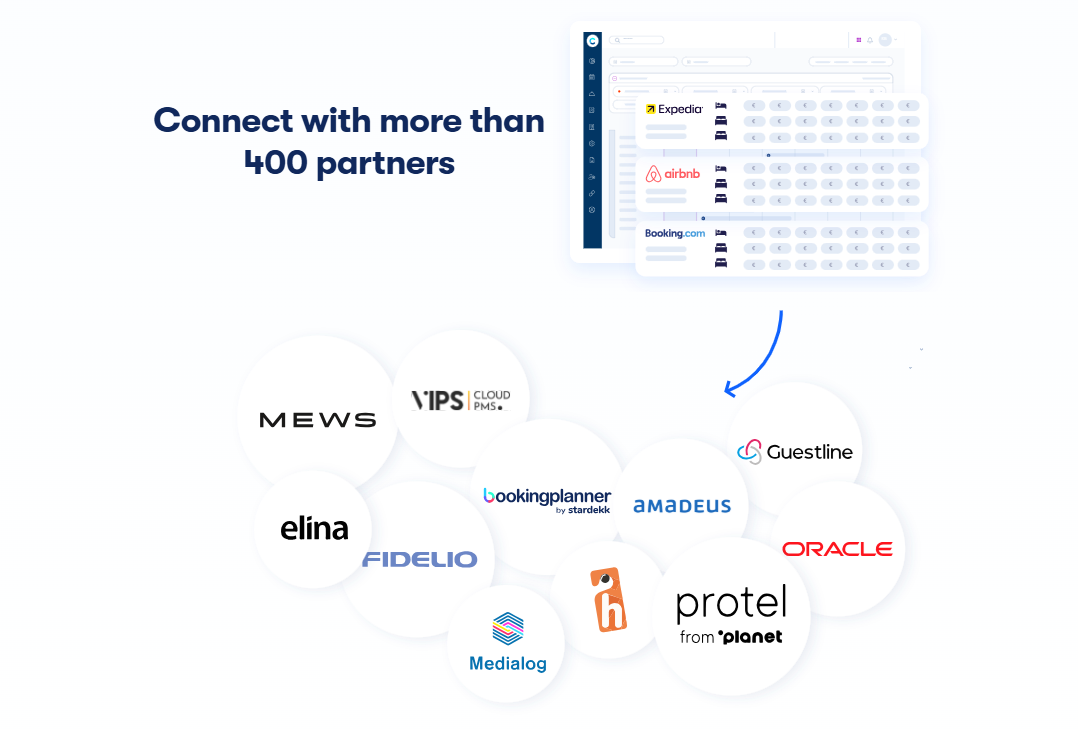 Connect with more than
400 partners
Expedia
airbnb
Booking.com
MEWS
VIPS
CLOUD
PMS.
Guestline
bookingplanner
by stardekk
amadeus
elina
FIDELIO
ORACLE
h
protel
from planet
Medialog